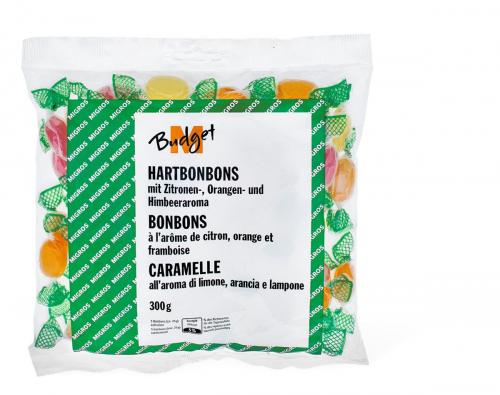 M
Budget
HARTBONBONS
mit Zitronen-, Orangen- und
Himbeeraroma
BONBONS
à l'arôme de citron, orange et
framboise
CARAMELLE
all'aroma di limone, arancia e lampone
300 g
MIGROS